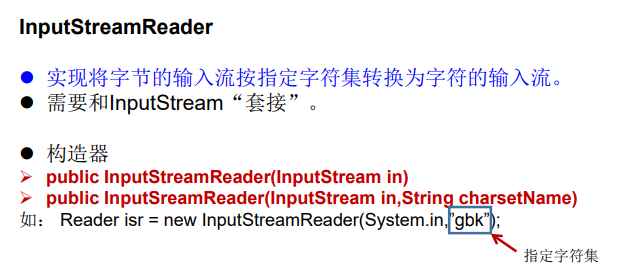 InputStreamReader
● 实现将字节的输入流按指定字符集转换为字符的输入流。
● 需要和InputStream“套接”。
● 构造器
➢ public InputStreamReader(InputStream in)
➢ public InputSreamReader(InputStream in,String charsetName)
如： Reader isr = new InputStreamReader(System.in,”gbk”);
指定字符集